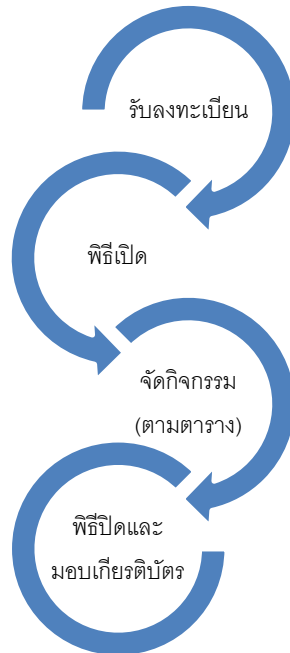 รับลงทะเบียน
พิธีเปิด
จัดกิจกรรม
(ตามตาราง)
พิธีปิดและ
มอบเกียรติบัตร